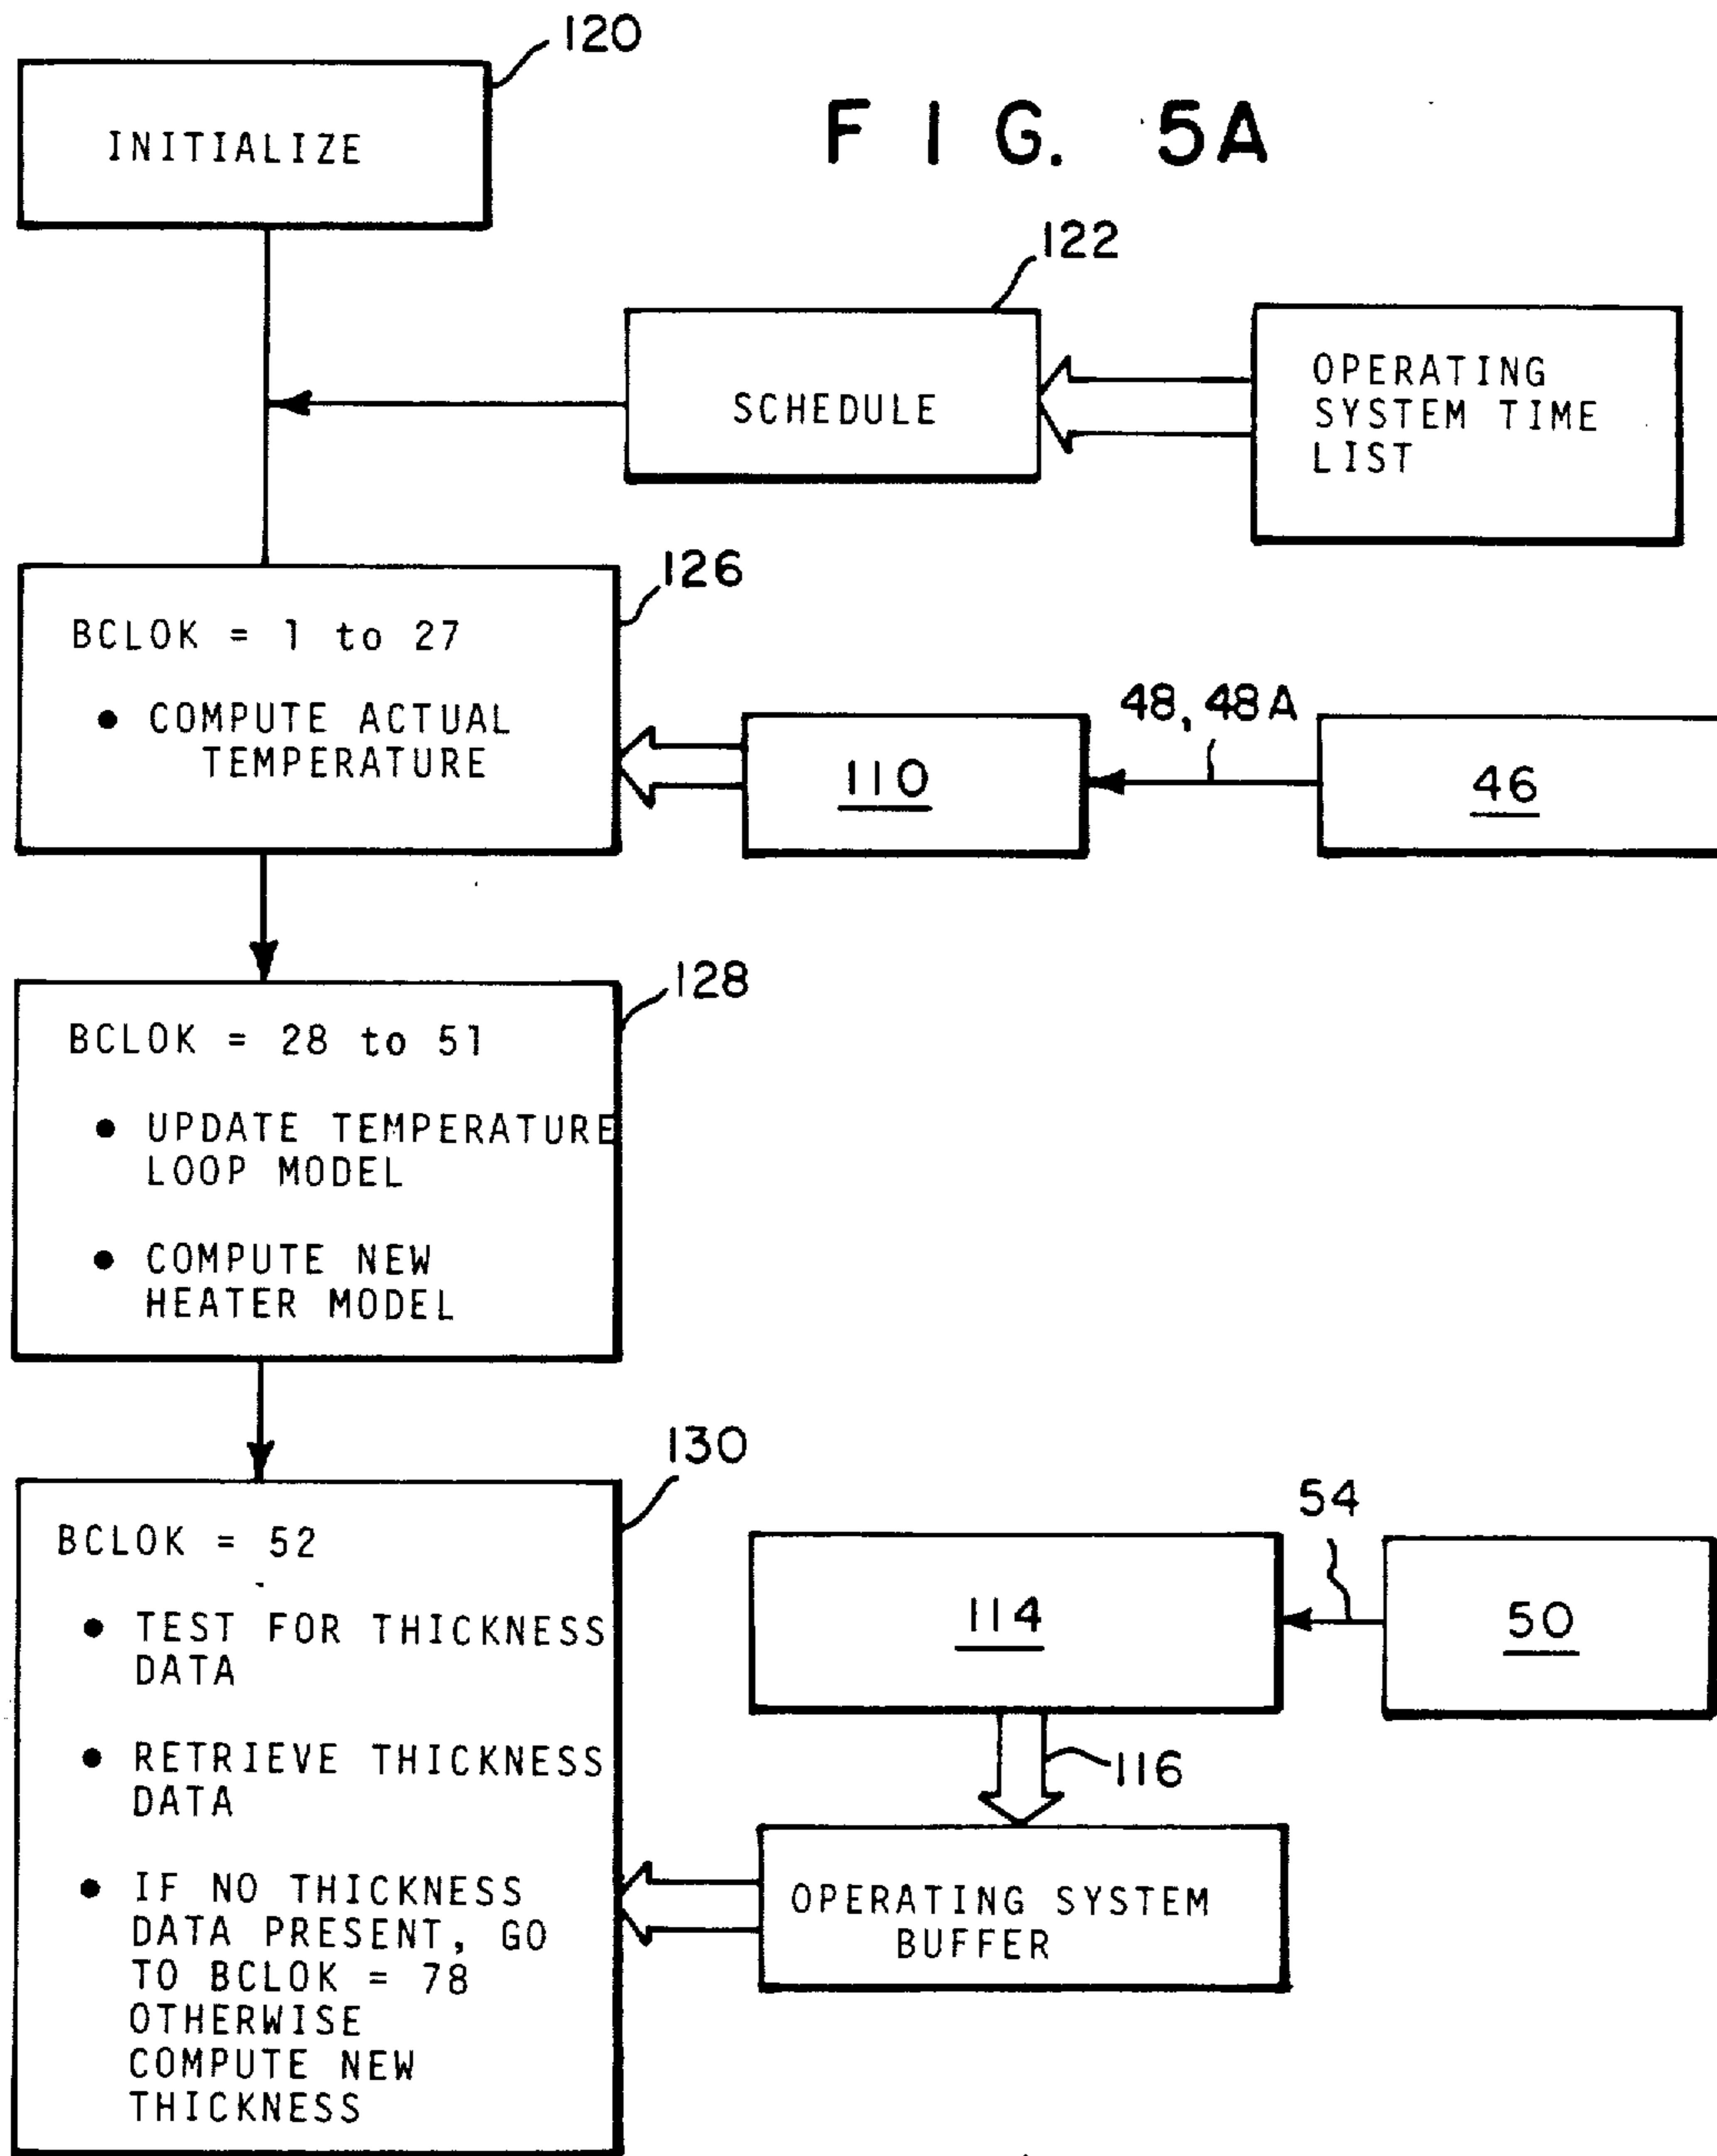 120
INITIALIZE
F I G. 5A
122
SCHEDULE
OPERATING
SYSTEM TIME
LIST
126
BCLOK = 1 to 27
• COMPUTE ACTUAL
TEMPERATURE
110
48, 48A
46
128
BCLOK = 28 to 51
• UPDATE TEMPERATURE
LOOP MODEL
• COMPUTE NEW
HEATER MODEL
130
BCLOK = 52
• TEST FOR THICKNESS
DATA
• RETRIEVE THICKNESS
DATA
• IF NO THICKNESS
DATA PRESENT, GO
TO BCLOK = 78
OTHERWISE
COMPUTE NEW
THICKNESS
114
54
50
116
OPERATING SYSTEM
BUFFER